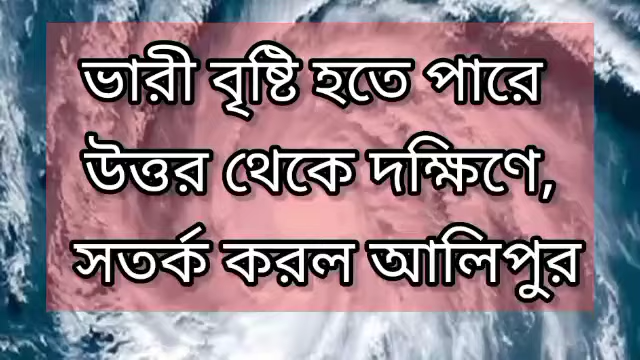 ভারী বৃষ্টি হতে পারে
উত্তর থেকে দক্ষিণে,
সতর্ক করল আলিপুর